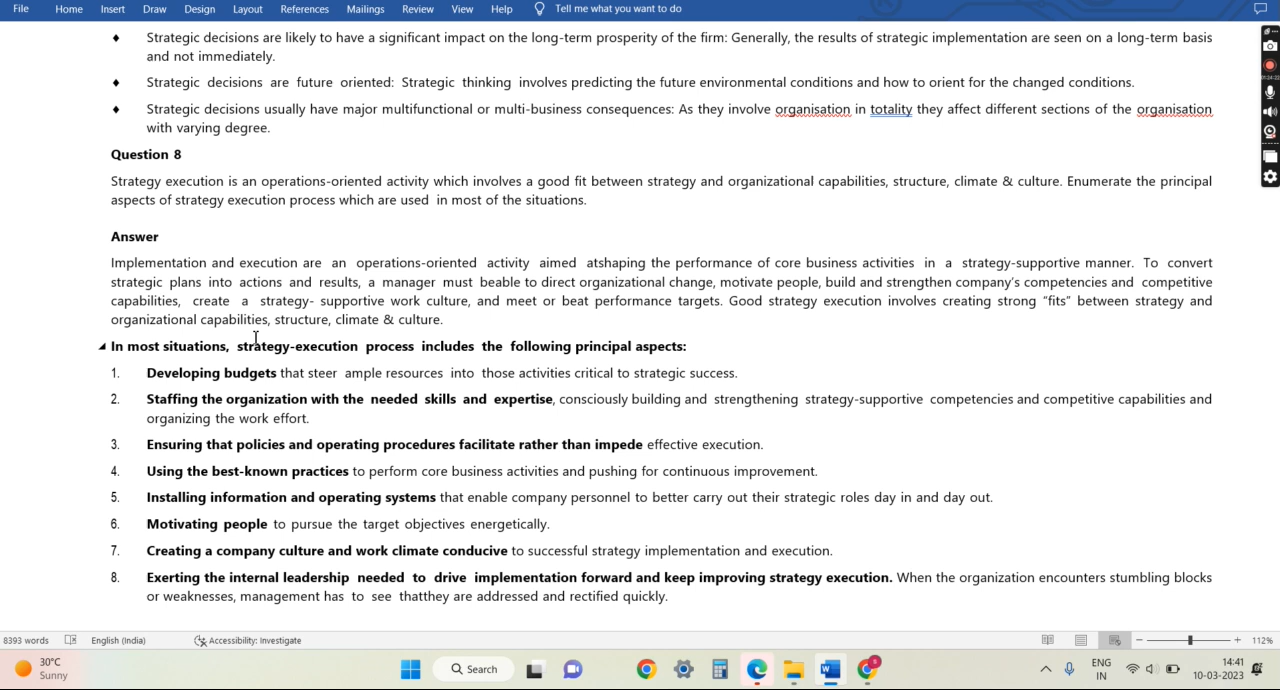 File Home Insert Draw Design Layout References Mailings Review View Help Tell me what you want to do
♦ Strategic decisions are likely to have a significant impact on the long-term prosperity of the firm: Generally, the results of strategic implementation are seen on a long-term basis
and not immediately.
♦ Strategic decisions are future oriented: Strategic thinking involves predicting the future environmental conditions and how to orient for the changed conditions.
♦ Strategic decisions usually have major multifunctional or multi-business consequences: As they involve organisation in totality they affect different sections of the organisation
with varying degree.
Question 8
Strategy execution is an operations-oriented activity which involves a good fit between strategy and organizational capabilities, structure, climate & culture. Enumerate the principal
aspects of strategy execution process which are used in most of the situations.
Answer
Implementation and execution are an operations-oriented activity aimed atshaping the performance of core business activities in a strategy-supportive manner. To convert
strategic plans into actions and results, a manager must beable to direct organizational change, motivate people, build and strengthen company's competencies and competitive
capabilities, create a strategy- supportive work culture, and meet or beat performance targets. Good strategy execution involves creating strong "fits" between strategy and
organizational capabilities, structure, climate & culture.
In most situations, strategy-execution process includes the following principal aspects:
1. Developing budgets that steer ample resources into those activities critical to strategic success.
2. Staffing the organization with the needed skills and expertise, consciously building and strengthening strategy-supportive competencies and competitive capabilities and
organizing the work effort.
3. Ensuring that policies and operating procedures facilitate rather than impede effective execution.
4. Using the best-known practices to perform core business activities and pushing for continuous improvement.
5. Installing information and operating systems that enable company personnel to better carry out their strategic roles day in and day out.
6. Motivating people to pursue the target objectives energetically.
7. Creating a company culture and work climate conducive to successful strategy implementation and execution.
8. Exerting the internal leadership needed to drive implementation forward and keep improving strategy execution. When the organization encounters stumbling blocks
or weaknesses, management has to see thatthey are addressed and rectified quickly.
8393 words English (India) Accessibility: Investigate 112%
30°C
Sunny
Search
ENG
IN
14:41
10-03-2023